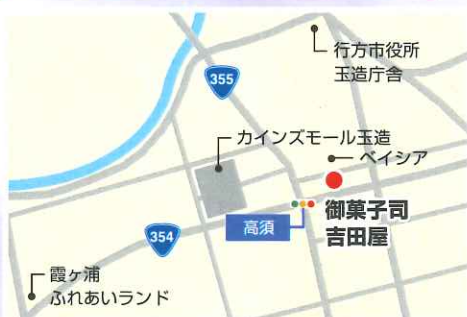 行方市役所
玉造庁舎
355
カインズモール玉造
ベイシア
御菓子司
吉田屋
高須
354
霞ヶ浦
ふれあいランド